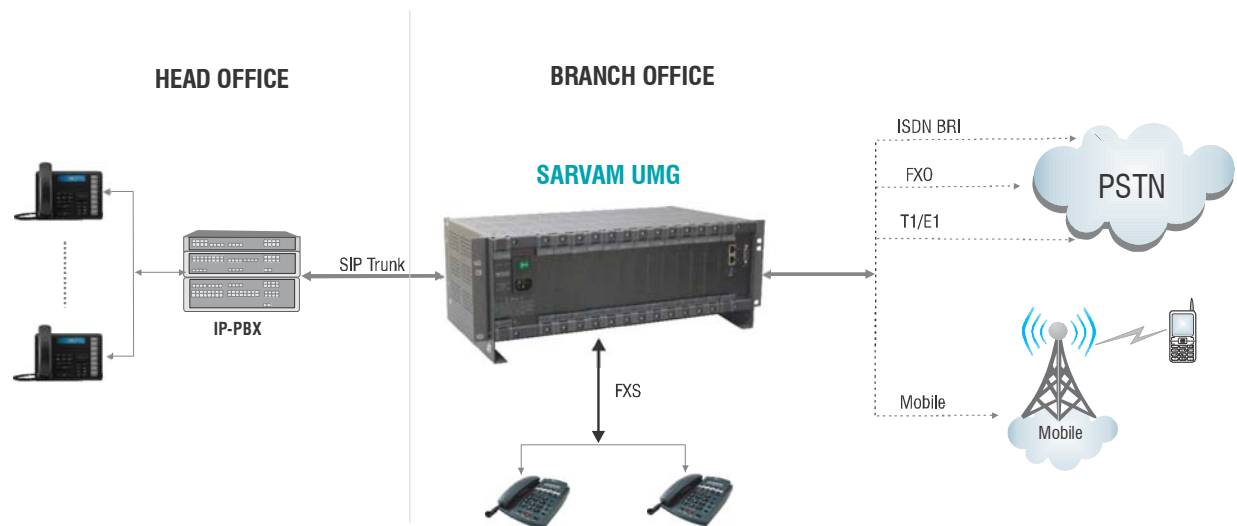 HEAD OFFICE
BRANCH OFFICE
SARVAM UMG
IP-PBX
SIP Trunk
FXS
ISDN BRI
FXO
T1/E1
PSTN
Mobile
Mobile